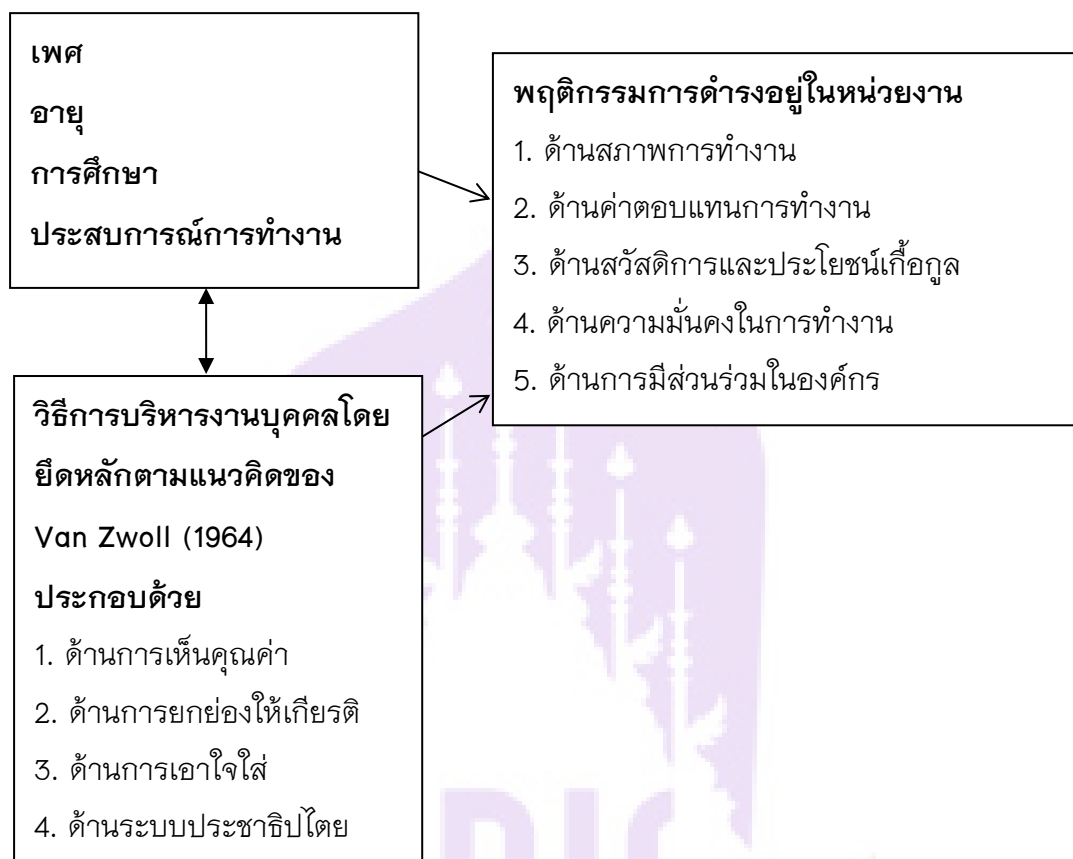 เพศ
อายุ
การศึกษา
ประสบการณ์การทำงาน
พฤติกรรมการดำรงอยู่ในหน่วยงาน
1. ด้านสภาพการทำงาน
2. ด้านค่าตอบแทนการทำงาน
3. ด้านสวัสดิการและประโยชน์เกื้อกูล
4. ด้านความมั่นคงในการทำงาน
5. ด้านการมีส่วนร่วมในองค์กร
วิธีการบริหารงานบุคคลโดย
ยึดหลักตามแนวคิดของ
Van Zwoll (1964)
ประกอบด้วย
1. ด้านการเห็นคุณค่า
2. ด้านการยกย่องให้เกียรติ
3. ด้านการเอาใจใส่
4. ด้านระบบประชาธิปไตย